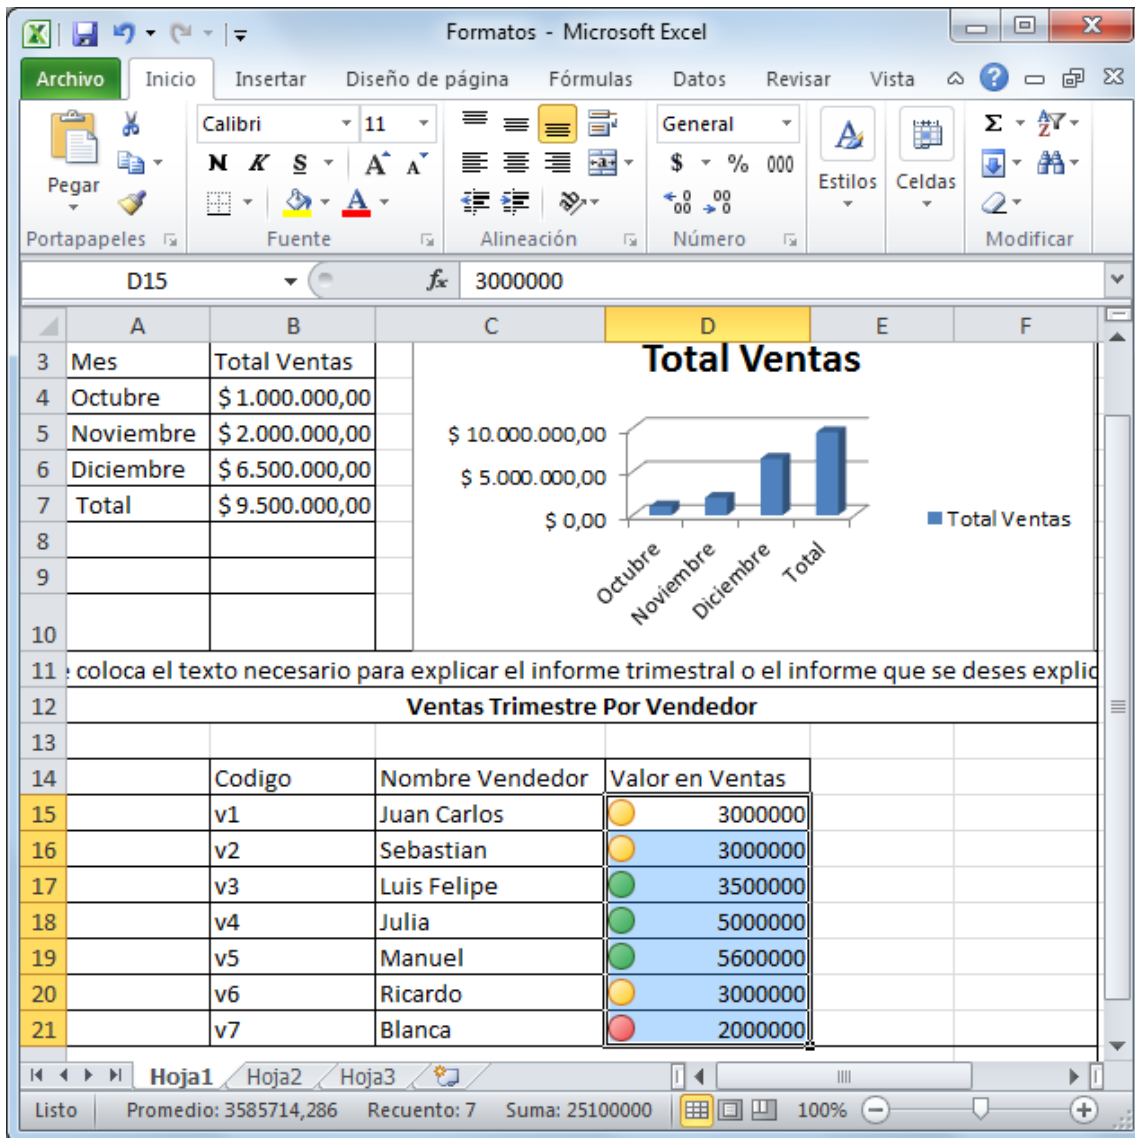 Formatos - Microsoft Excel
Archivo Inicio Insertar Diseño de página Fórmulas Datos Revisar Vista
Calibri 11 General
N K S A A $ % 000
Pegar Estilos Celdas
Portapapeles Fuente Alineación Número Modificar
D15 fx 3000000
A B C D E F
3 Mes Total Ventas
4 Octubre $ 1.000.000,00
5 Noviembre $ 2.000.000,00
6 Diciembre $ 6.500.000,00
7 Total $ 9.500.000,00
8
9
10
Total Ventas
$ 10.000.000,00
$ 5.000.000,00
$ 0,00
Octubre Noviembre Diciembre Total
Total Ventas
11 coloca el texto necesario para explicar el informe trimestral o el informe que se deses explic
12 Ventas Trimestre Por Vendedor
13
14 Codigo Nombre Vendedor Valor en Ventas
15 v1 Juan Carlos 3000000
16 v2 Sebastian 3000000
17 v3 Luis Felipe 3500000
18 v4 Julia 5000000
19 v5 Manuel 5600000
20 v6 Ricardo 3000000
21 v7 Blanca 2000000
Hoja1 Hoja2 Hoja3
Listo Promedio: 3585714,286 Recuento: 7 Suma: 25100000 100%